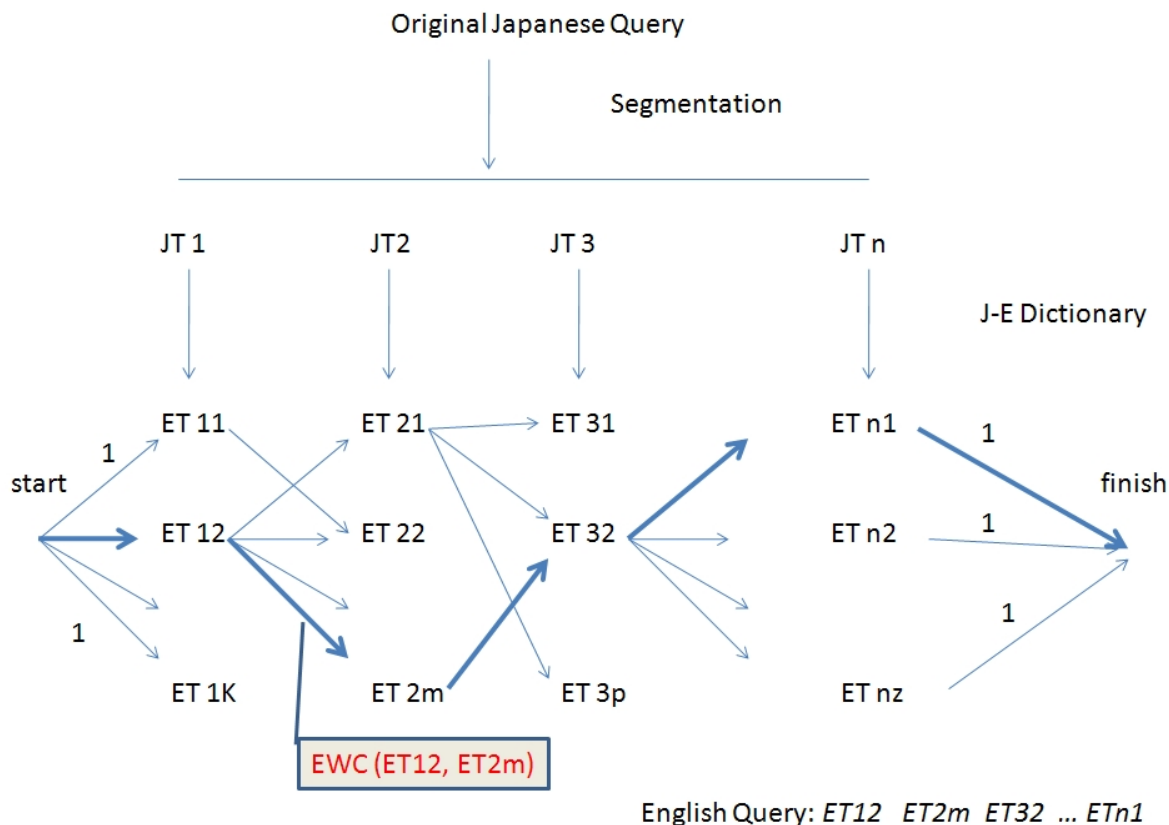 Original Japanese Query
Segmentation
JT 1 JT2 JT 3 JT n
J-E Dictionary
ET 11 ET 21 ET 31 ET n1
1 1
start finish
ET 12 ET 22 ET 32 ET n2
1
1 1
ET 1K ET 2m ET 3p ET nz
EWC (ET12, ET2m)
English Query: ET12 ET2m ET32 ... ETn1